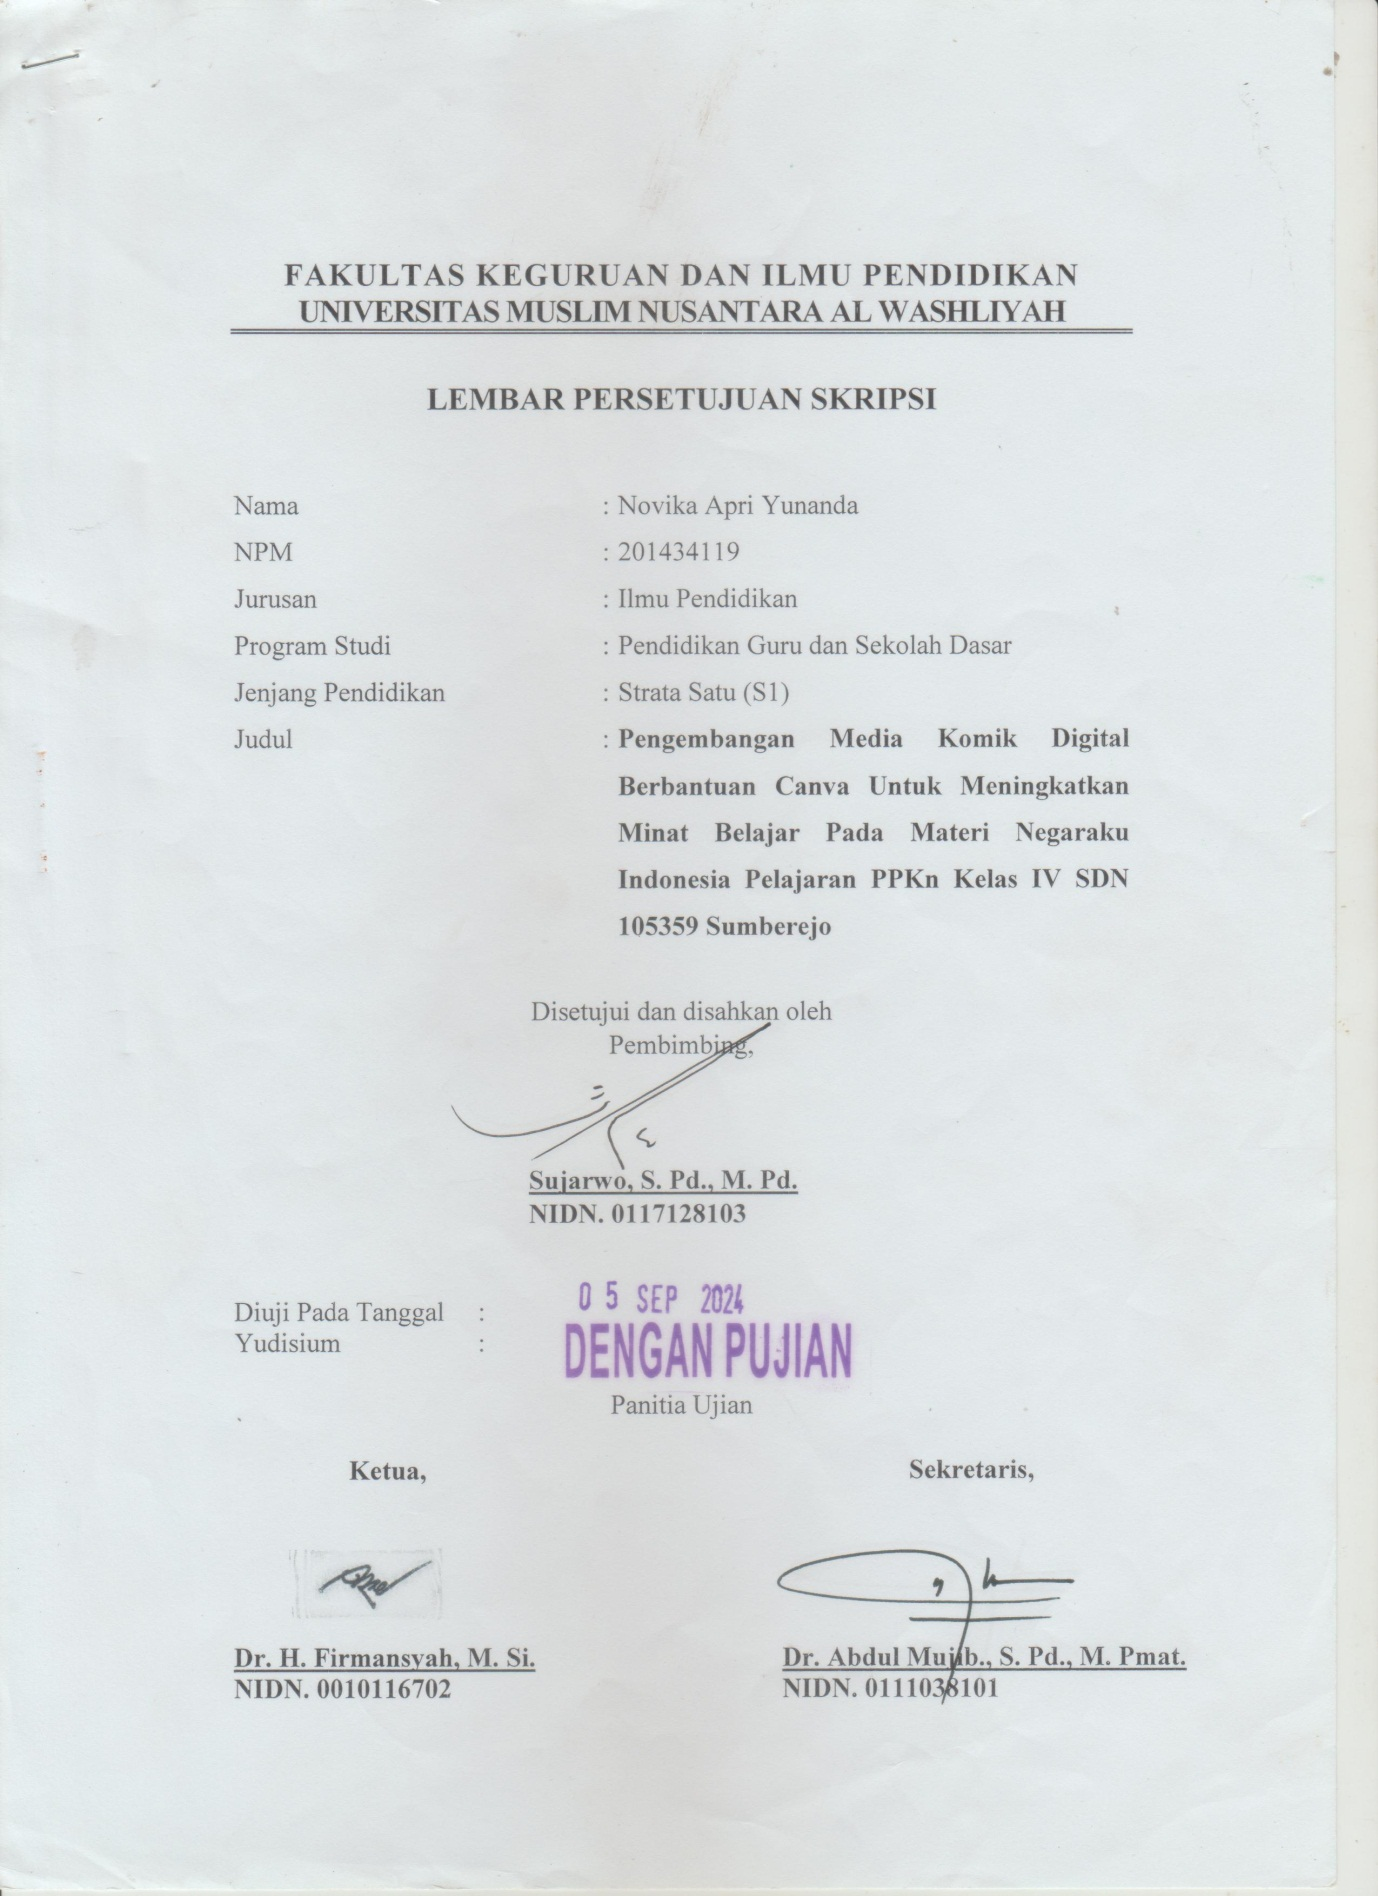 FAKULTAS KEGURUAN DAN ILMU PENDIDIKAN
UNIVERSITAS MUSLIM NUSANTARA AL WASHLIYAH
LEMBAR PERSETUJUAN SKRIPSI
Nama : Novika Apri Yunanda
NPM : 201434119
Jurusan : Ilmu Pendidikan
Program Studi : Pendidikan Guru dan Sekolah Dasar
Jenjang Pendidikan : Strata Satu (S1)
Judul : Pengembangan Media Komik Digital
Berbantuan Canva Untuk Meningkatkan
Minat Belajar Pada Materi Negaraku
Indonesia Pelajaran PPKn Kelas IV SDN
105359 Sumberejo
Disetujui dan disahkan oleh
Pembimbing,
Sujarwo, S. Pd., M. Pd.
NIDN. 0117128103
Diuji Pada Tanggal : 05 SEP 2024
Yudisium : DENGAN PUJIAN
Panitia Ujian
Ketua, Sekretaris,
Dr. H. Firmansyah, M. Si. Dr. Abdul Mujib., S. Pd., M. Pmat.
NIDN. 0010116702 NIDN. 0111038101